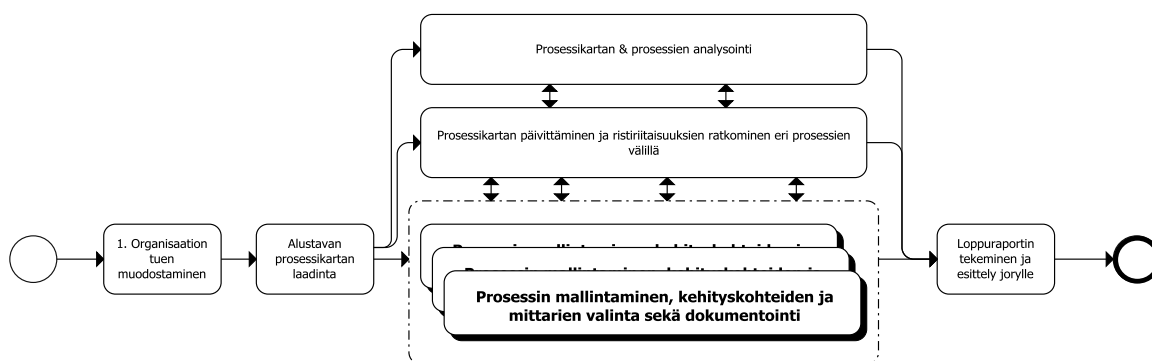 Prosessikartan & prosessien analysointi
Prosessikartan päivittäminen ja ristiriitaisuuksien ratkominen eri prosessien
välillä
1. Organisaation
tuen
muodostaminen
Alustavan
prosessikartan
laadinta
Prosessin mallintaminen, kehityskohteiden ja
mittarien valinta sekä dokumentointi
Loppuraportin
tekeminen ja
esittely jorylle